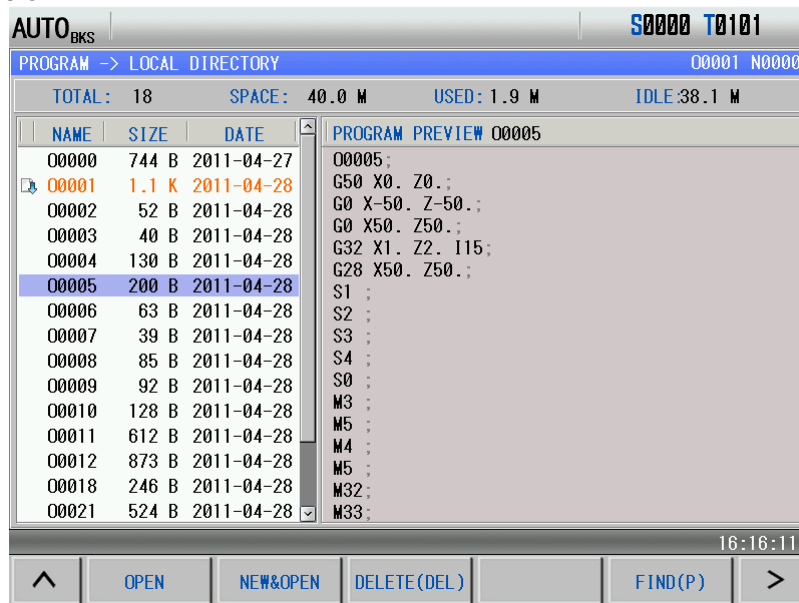 AUTO BKS S0000 T0101
PROGRAM -> LOCAL DIRECTORY O0001 N0000
TOTAL: 18 SPACE: 40.0 M USED: 1.9 M IDLE:38.1 M
NAME SIZE DATE
O0000 744 B 2011-04-27
O0001 1.1 K 2011-04-28
O0002 52 B 2011-04-28
O0003 40 B 2011-04-28
O0004 130 B 2011-04-28
O0005 200 B 2011-04-28
O0006 63 B 2011-04-28
O0007 39 B 2011-04-28
O0008 85 B 2011-04-28
O0009 92 B 2011-04-28
O0010 128 B 2011-04-28
O0011 612 B 2011-04-28
O0012 873 B 2011-04-28
O0018 246 B 2011-04-28
O0021 524 B 2011-04-28
PROGRAM PREVIEW O0005
O0005;
G50 X0. Z0.;
G0 X-50. Z-50.;
G0 X50. Z50.;
G32 X1. Z2. I15;
G28 X50. Z50.;
S1 ;
S2 ;
S3 ;
S4 ;
S0 ;
M3 ;
M5 ;
M4 ;
M5 ;
M32;
M33;
16:16:11
OPEN NEW&OPEN DELETE(DEL) FIND(P) >